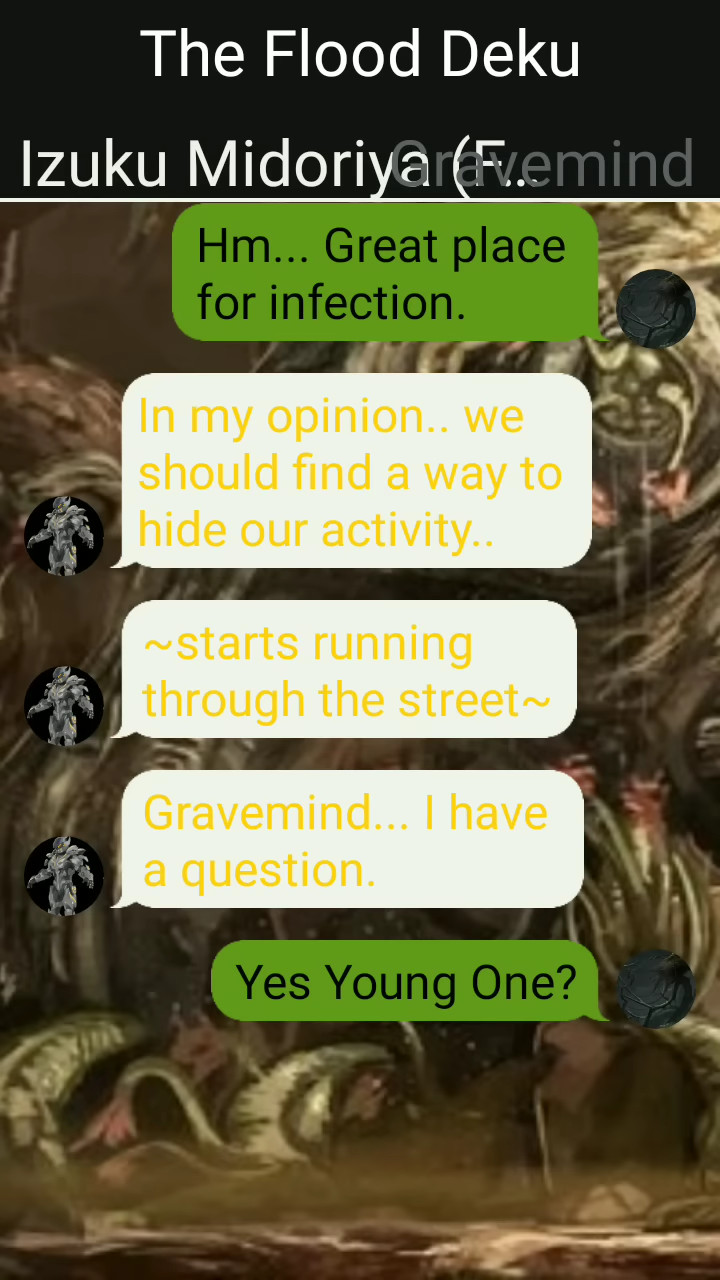 The Flood Deku
Izuku Midoriya (F...
Gravemind
Hm... Great place
for infection.
In my opinion.. we
should find a way to
hide our activity..
~starts running
through the street~
Gravemind... I have
a question.
Yes Young One?